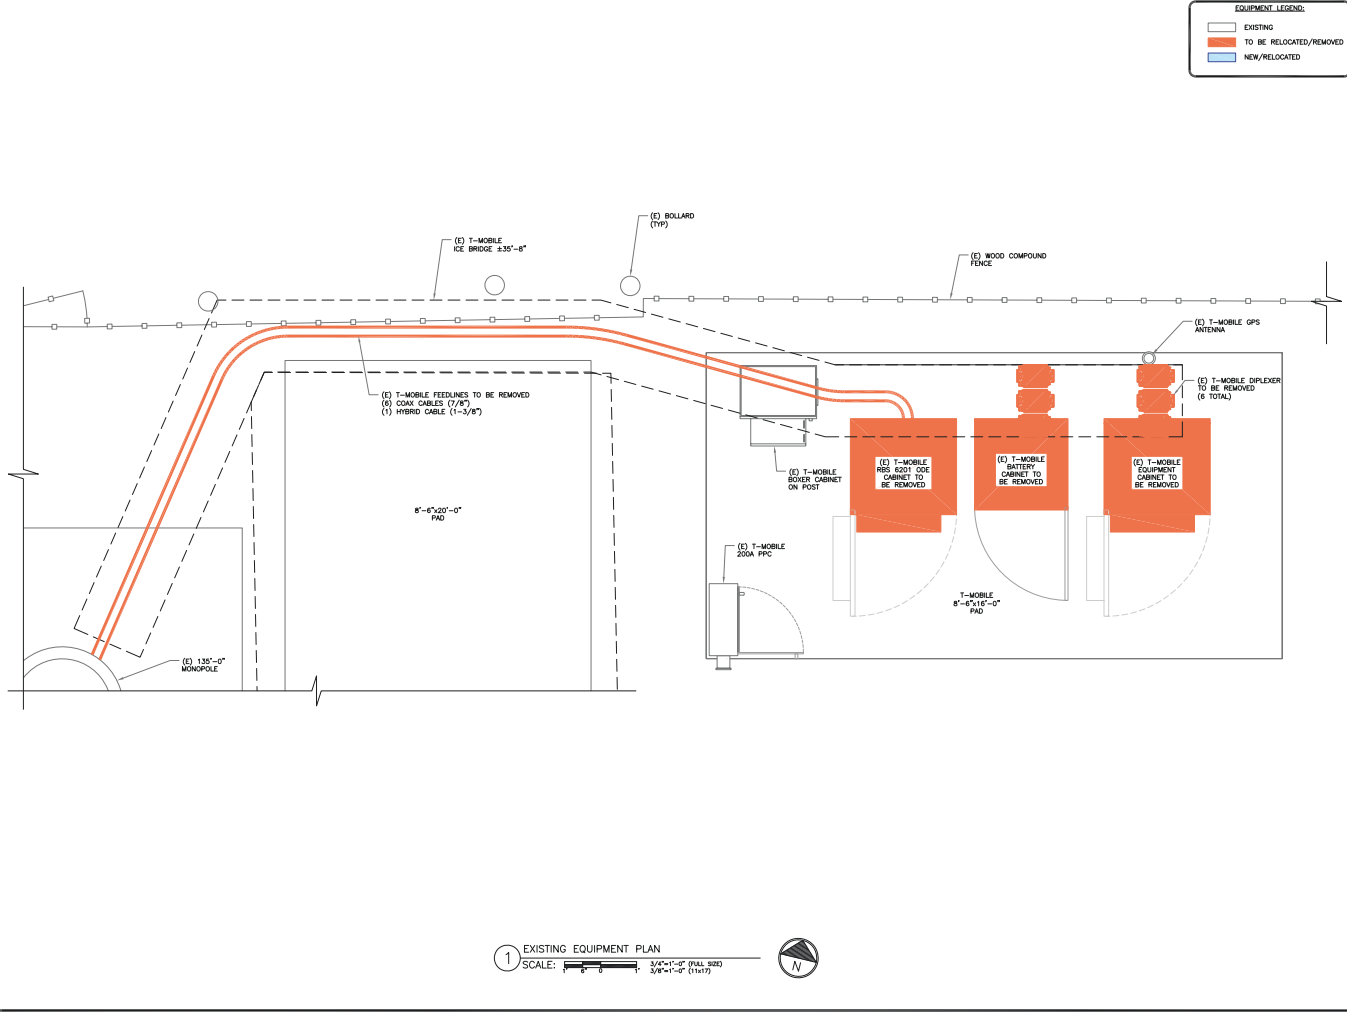 EQUIPMENT LEGEND:
EXISTING
TO BE RELOCATED/REMOVED
NEW/RELOCATED
(E) BOLLARD
(TYP)
(E) T-MOBILE
ICE BRIDGE ±35'-8"
(E) WOOD COMPOUND
FENCE
(E) T-MOBILE GPS
ANTENNA
(E) T-MOBILE DIPLEXER
TO BE REMOVED
(6 TOTAL)
(E) T-MOBILE FEEDLINES TO BE REMOVED
(6) COAX CABLES (7/8")
(1) HYBRID CABLE (1-3/8")
(E) T-MOBILE
BOXER CABINET
ON POST
(E) T-MOBILE
RBS 6201 ODE
CABINET TO
BE REMOVED
(E) T-MOBILE
BATTERY
CABINET TO
BE REMOVED
(E) T-MOBILE
EQUIPMENT
CABINET TO
BE REMOVED
8'-6"x20'-0"
PAD
(E) T-MOBILE
200A PPC
T-MOBILE
8'-6"x16'-0"
PAD
(E) 135'-0"
MONOPOLE
1
EXISTING EQUIPMENT PLAN
SCALE:
1' 6" 0 1'
3/4"=1'-0" (FULL SIZE)
3/8"=1'-0" (11x17)
N